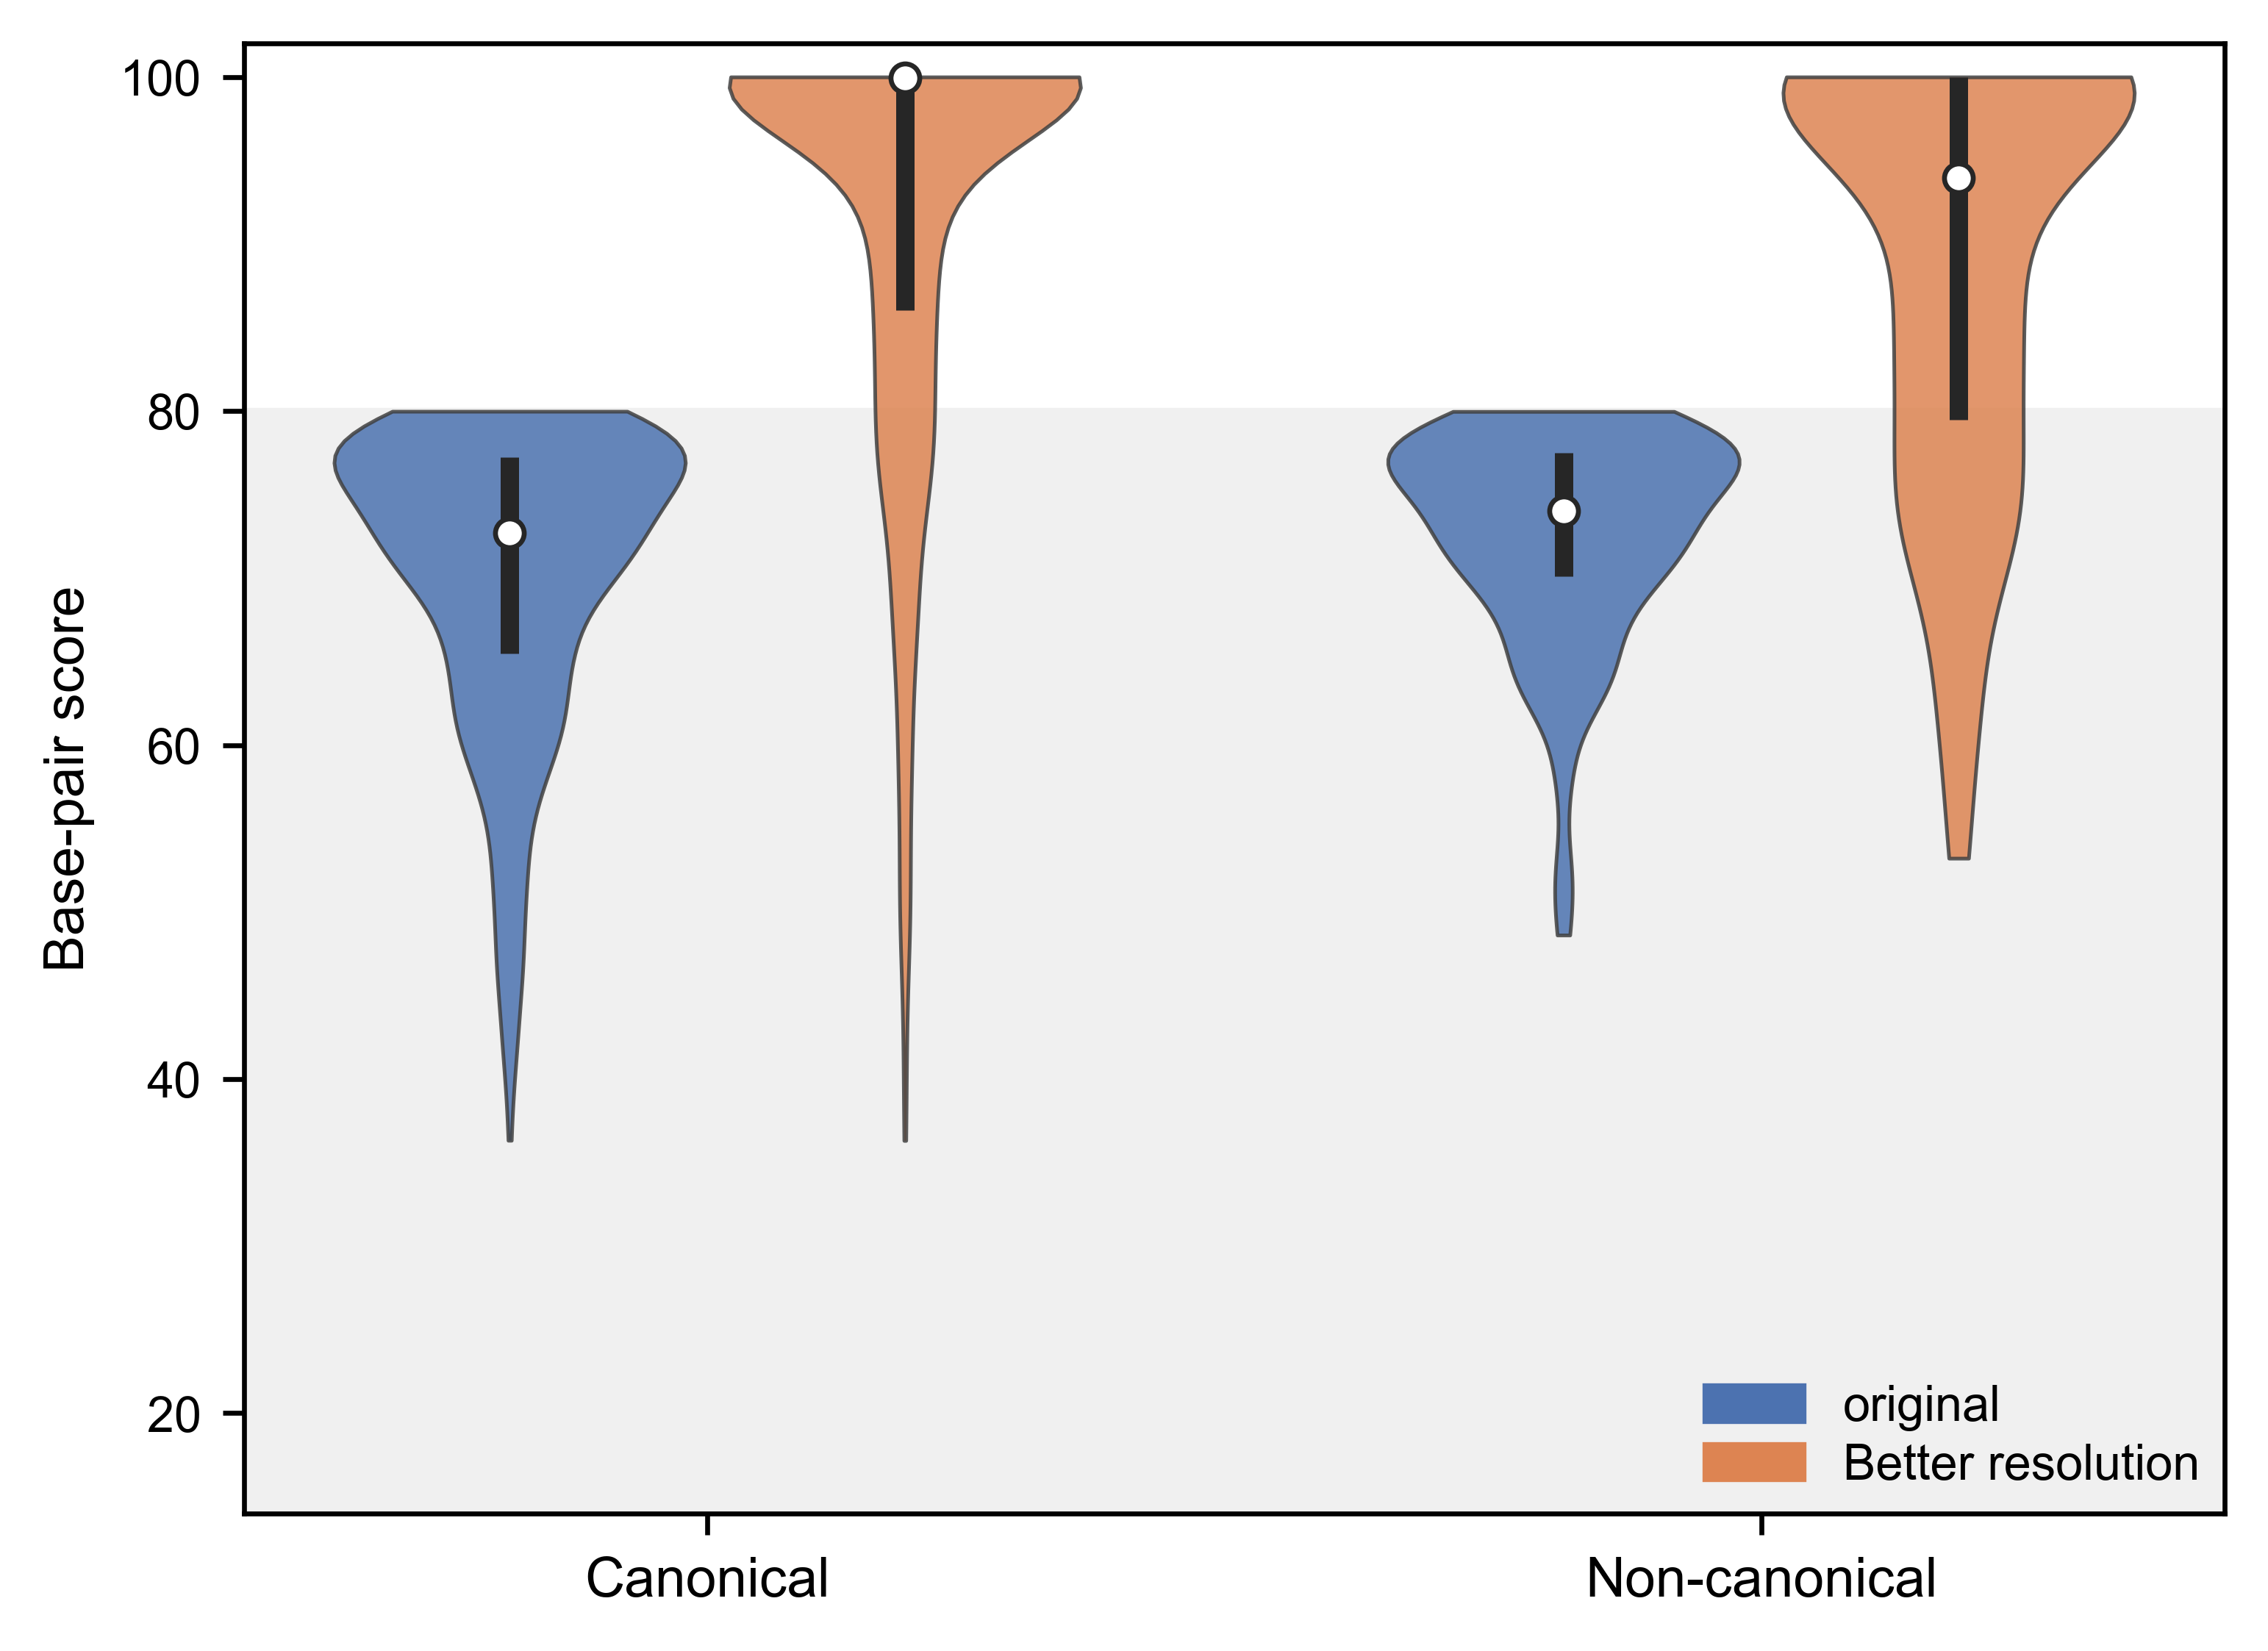 100
80
60
40
20
Base-pair score
Canonical
Non-canonical
original
Better resolution